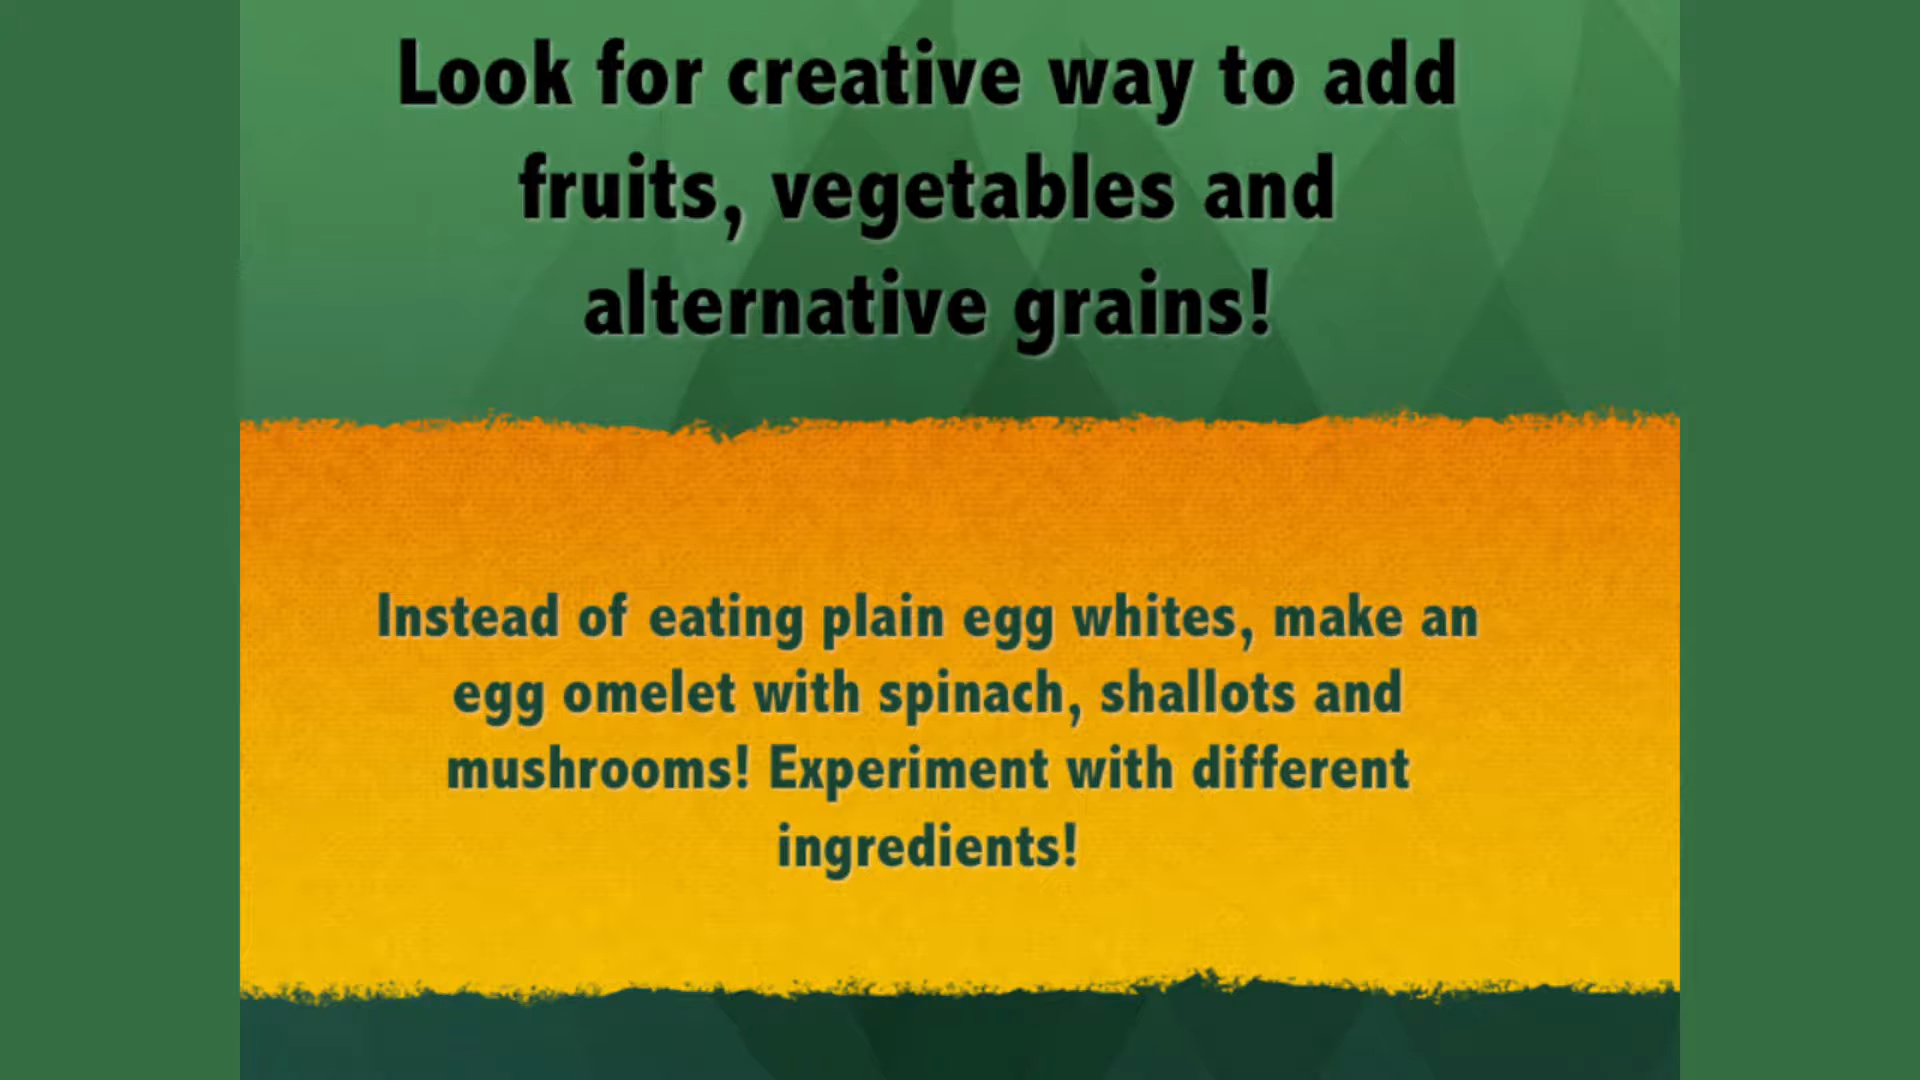 Look for creative way to add
fruits, vegetables and
alternative grains!
Instead of eating plain egg whites, make an
egg omelet with spinach, shallots and
mushrooms! Experiment with different
ingredients!